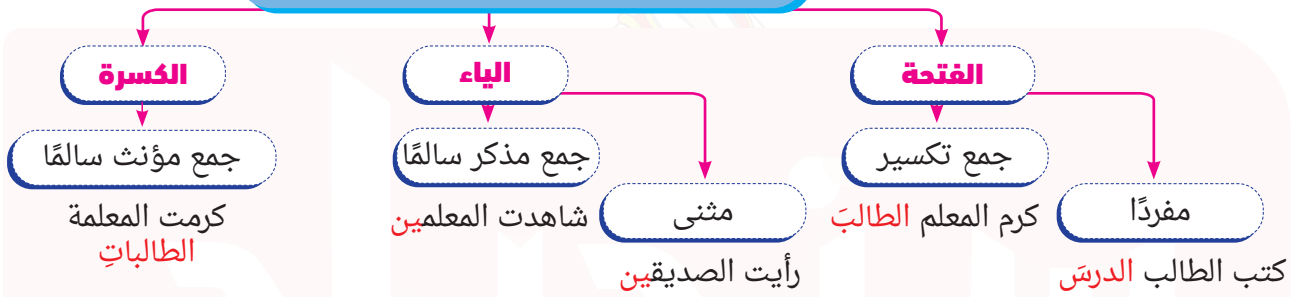 الفتحة
الياء
الكسرة
جمع تكسير
جمع مذكر سالمًا
جمع مؤنث سالمًا
مفردًا
مثنى
كرم المعلم الطالبَ
شاهدت المعلمين
كرمت المعلمة
الطالباتِ
كتب الطالب الدرسَ
رأيت الصديقين